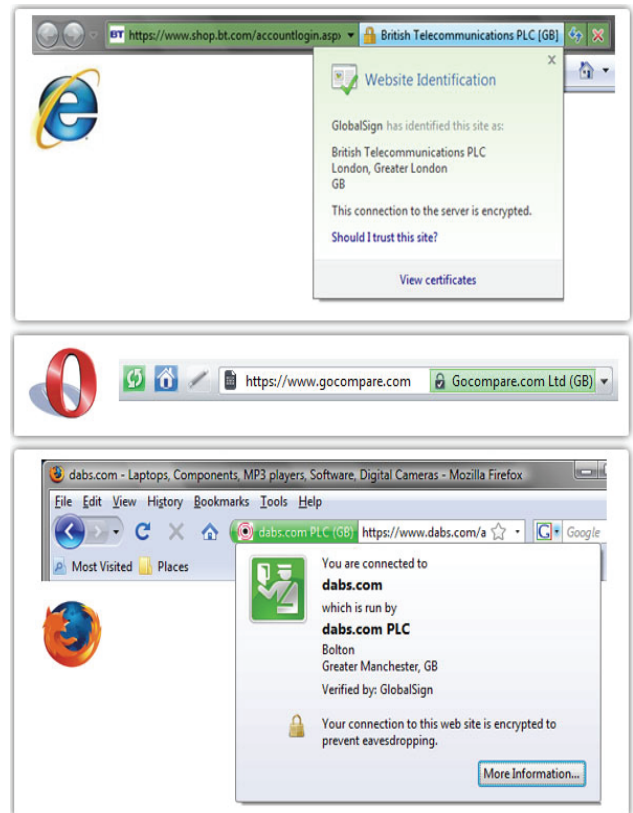 BT https://www.shop.bt.com/accountlogin.asp British Telecommunications PLC [GB]
x
Website Identification
GlobalSign has identified this site as:
British Telecommunications PLC
London, Greater London
GB
This connection to the server is encrypted.
Should I trust this site?
View certificates
https://www.gocompare.com Gocompare.com Ltd (GB)
dabs.com - Laptops, Components, MP3 players, Software, Digital Cameras - Mozilla Firefox
File Edit View History Bookmarks Tools Help
dabs.com PLC (GB) https://www.dabs.com/a G Google
Most Visited Places
You are connected to
dabs.com
which is run by
dabs.com PLC
Bolton
Greater Manchester, GB
Verified by: GlobalSign
Your connection to this web site is encrypted to
prevent eavesdropping.
More Information...